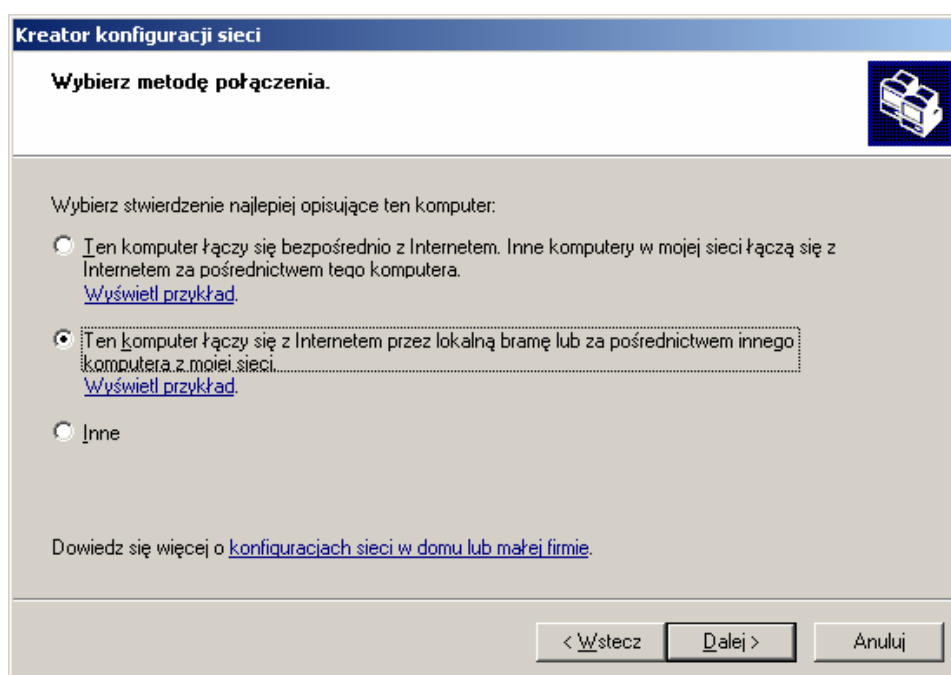 Kreator konfiguracji sieci
Wybierz metodę połączenia.
Wybierz stwierdzenie najlepiej opisujące ten komputer:
Ten komputer łączy się bezpośrednio z Internetem. Inne komputery w mojej sieci łączą się z
Internetem za pośrednictwem tego komputera.
Wyświetl przykład.
Ten komputer łączy się z Internetem przez lokalną bramę lub za pośrednictwem innego
komputera z mojej sieci.
Wyświetl przykład.
Inne
Dowiedz się więcej o konfiguracjach sieci w domu lub małej firmie.
< Wstecz
Dalej >
Anuluj